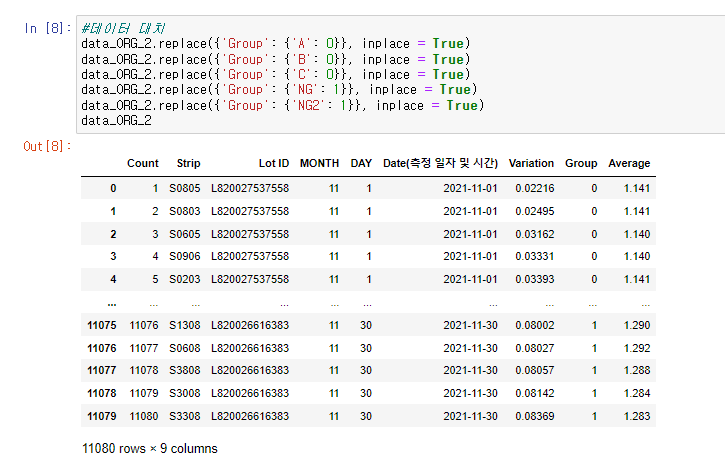 In [8]: #데이터 대치
data_ORG_2.replace({'Group': {'A': 0}}, inplace = True)
data_ORG_2.replace({'Group': {'B': 0}}, inplace = True)
data_ORG_2.replace({'Group': {'C': 0}}, inplace = True)
data_ORG_2.replace({'Group': {'NG': 1}}, inplace = True)
data_ORG_2.replace({'Group': {'NG2': 1}}, inplace = True)
data_ORG_2
Out[8]:
Count Strip Lot ID MONTH DAY Date(측정 일자 및 시간) Variation Group Average
0 1 S0805 L820027537558 11 1 2021-11-01 0.02216 0 1.141
1 2 S0803 L820027537558 11 1 2021-11-01 0.02495 0 1.141
2 3 S0605 L820027537558 11 1 2021-11-01 0.03162 0 1.140
3 4 S0906 L820027537558 11 1 2021-11-01 0.03331 0 1.140
4 5 S0203 L820027537558 11 1 2021-11-01 0.03393 0 1.141
... ... ... ... ... ... ... ... ... ...
11075 11076 S1308 L820026616383 11 30 2021-11-30 0.08002 1 1.290
11076 11077 S0608 L820026616383 11 30 2021-11-30 0.08027 1 1.292
11077 11078 S3808 L820026616383 11 30 2021-11-30 0.08057 1 1.288
11078 11079 S3008 L820026616383 11 30 2021-11-30 0.08142 1 1.284
11079 11080 S3308 L820026616383 11 30 2021-11-30 0.08369 1 1.283
11080 rows × 9 columns